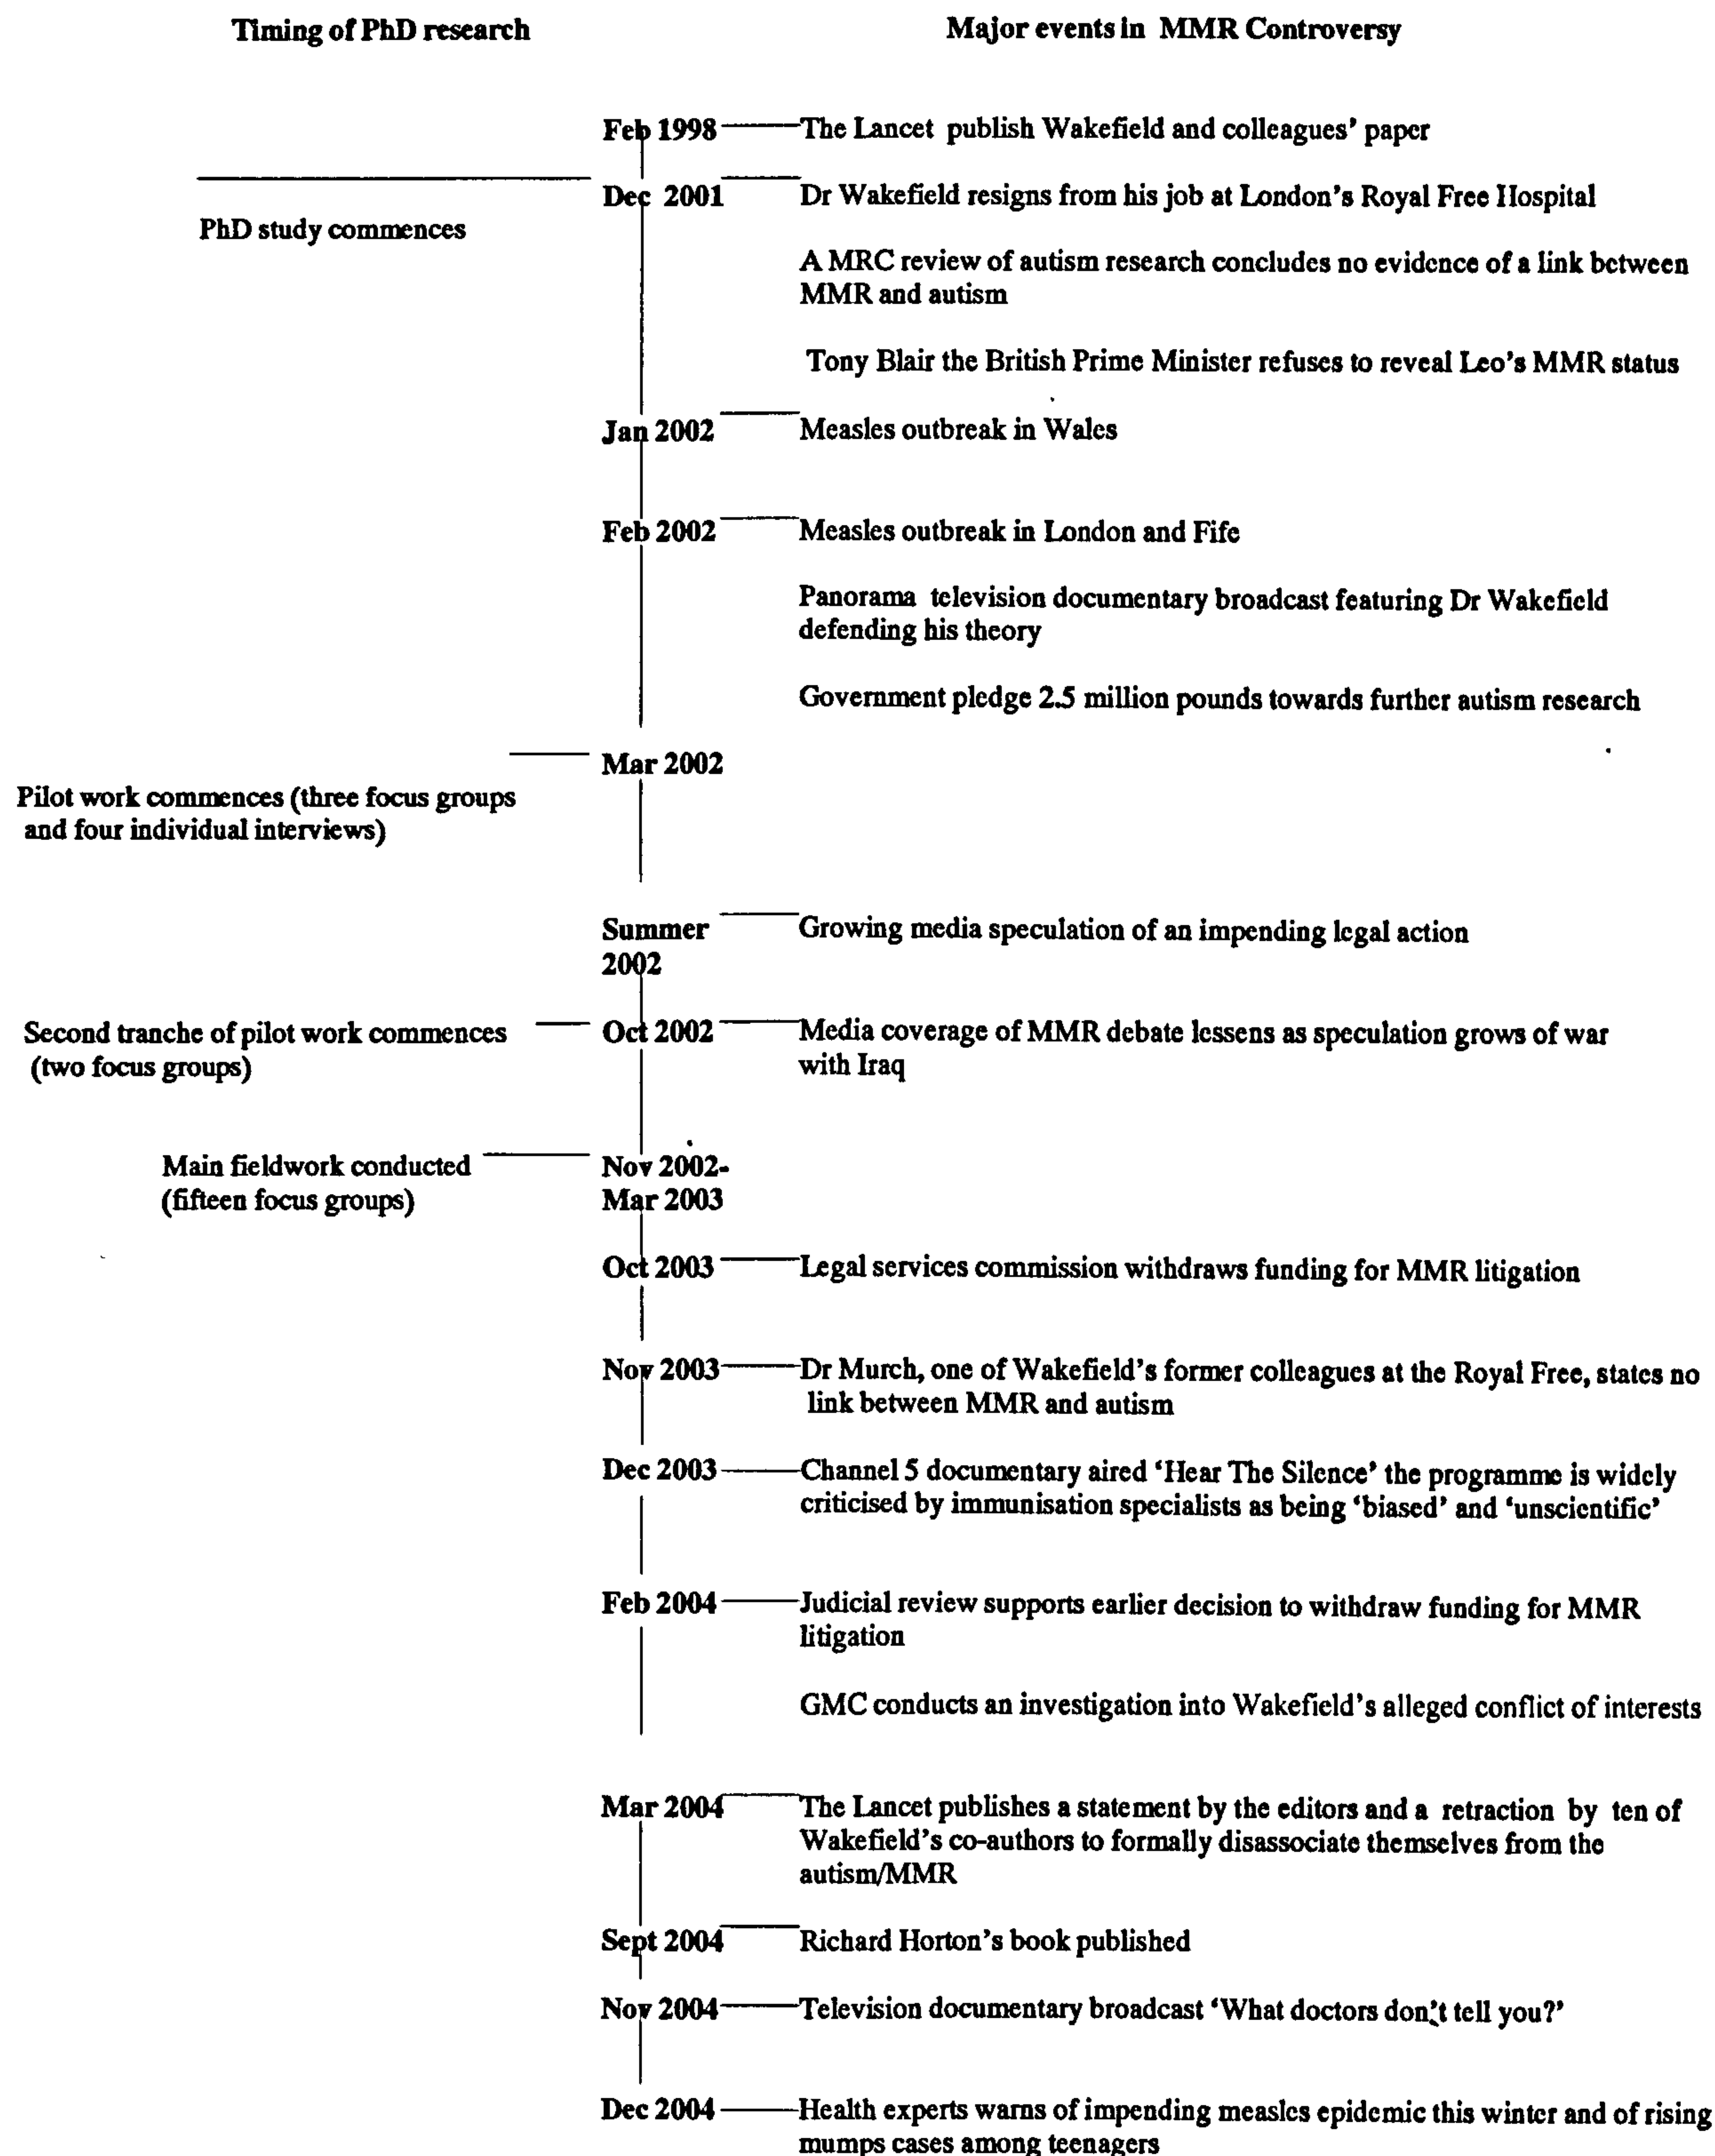 Timing of PhD research
Major events in MMR Controversy
Feb 1998
The Lancet publish Wakefield and colleagues' paper
Dec 2001
Dr Wakefield resigns from his job at London's Royal Free Hospital
PhD study commences
A MRC review of autism research concludes no evidence of a link between
MMR and autism
Tony Blair the British Prime Minister refuses to reveal Leo's MMR status
Jan 2002
Measles outbreak in Wales
Feb 2002
Measles outbreak in London and Fife
Panorama television documentary broadcast featuring Dr Wakefield
defending his theory
Government pledge 2.5 million pounds towards further autism research
Mar 2002
Pilot work commences (three focus groups
and four individual interviews)
Summer
2002
Growing media speculation of an impending legal action
Second tranche of pilot work commences
(two focus groups)
Oct 2002
Media coverage of MMR debate lessens as speculation grows of war
with Iraq
Main fieldwork conducted
(fifteen focus groups)
Nov 2002-
Mar 2003
Oct 2003
Legal services commission withdraws funding for MMR litigation
Nov 2003
Dr Murch, one of Wakefield's former colleagues at the Royal Free, states no
link between MMR and autism
Dec 2003
Channel 5 documentary aired 'Hear The Silence' the programme is widely
criticised by immunisation specialists as being 'biased' and 'unscientific'
Feb 2004
Judicial review supports earlier decision to withdraw funding for MMR
litigation
GMC conducts an investigation into Wakefield's alleged conflict of interests
Mar 2004
The Lancet publishes a statement by the editors and a retraction by ten of
Wakefield's co-authors to formally disassociate themselves from the
autism/MMR
Sept 2004
Richard Horton's book published
Nov 2004
Television documentary broadcast 'What doctors don't tell you?'
Dec 2004
Health experts warns of impending measles epidemic this winter and of rising
mumps cases among teenagers